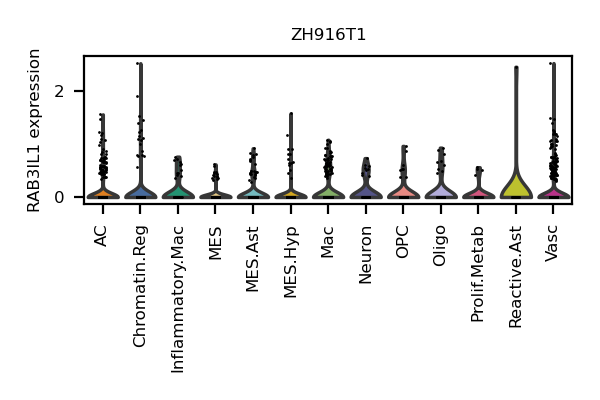 ZH916T1
RAB3IL1 expression
2
0
AC
Chromatin.Reg
Inflammatory.Mac
MES
MES.Ast
MES.Hyp
Mac
Neuron
OPC
Oligo
Prolif.Metab
Reactive.Ast
Vasc